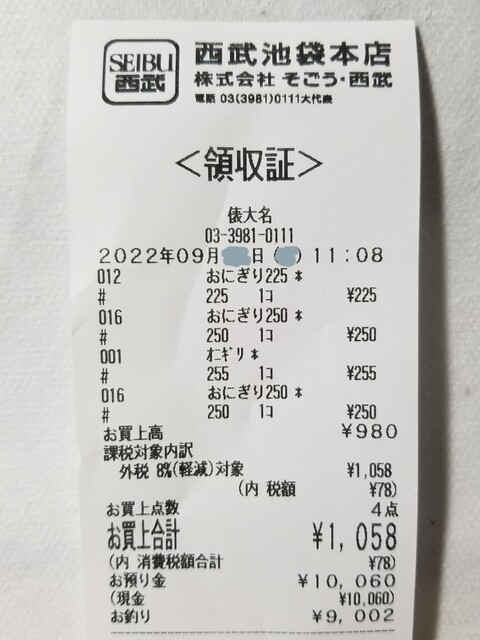 SEIBU
西武
西武池袋本店
株式会社 そごう・西武
電話 03(3981)0111大代表
＜領収証＞
俵大名
03-3981-0111
2022年09月 日 ( ) 11:08
012 おにぎり225 *
# 225 1ｺ ¥225
016 おにぎり250 *
# 250 1ｺ ¥250
001 ｵﾆｷﾞﾘ *
# 255 1ｺ ¥255
016 おにぎり250 *
# 250 1ｺ ¥250
お買上高 ¥980
課税対象内訳
外税 8%(軽減)対象 ¥1,058
(内 税額 ¥78)
お買上点数 4点
お買上合計 ¥1,058
(内 消費税額合計 ¥78)
お預り金 ¥10,060
(現金 ¥10,060)
お釣り ¥9,002